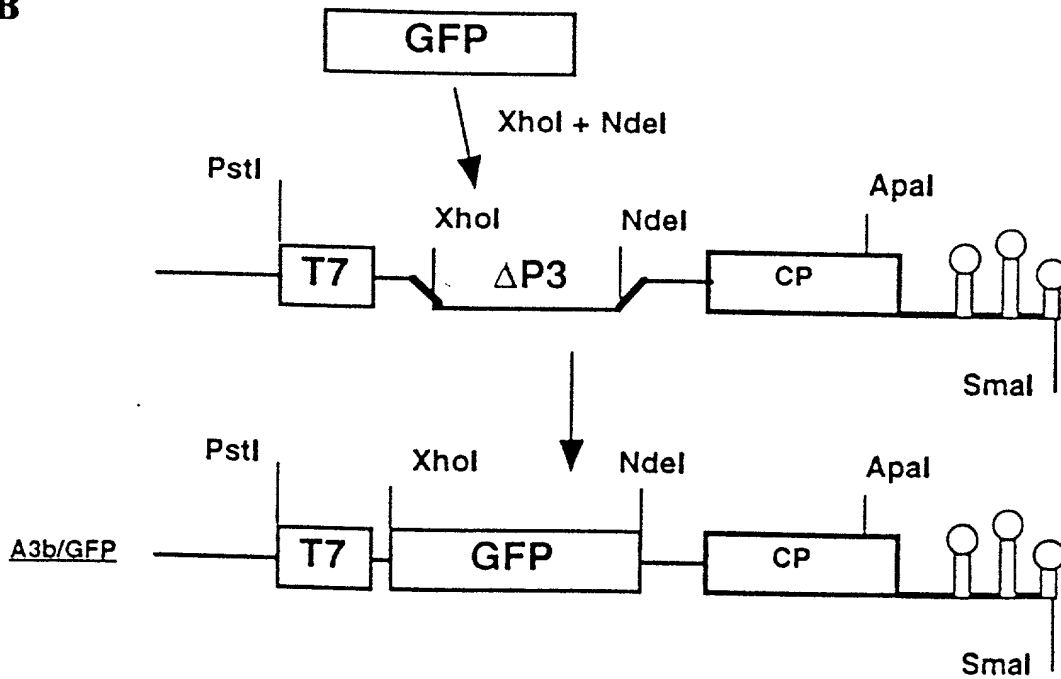 B
GFP
XhoI + NdeI
PstI
ApaI
XhoI
NdeI
T7
ΔP3
CP
SmaI
PstI
XhoI
NdeI
ApaI
A3b/GFP
T7
GFP
CP
SmaI